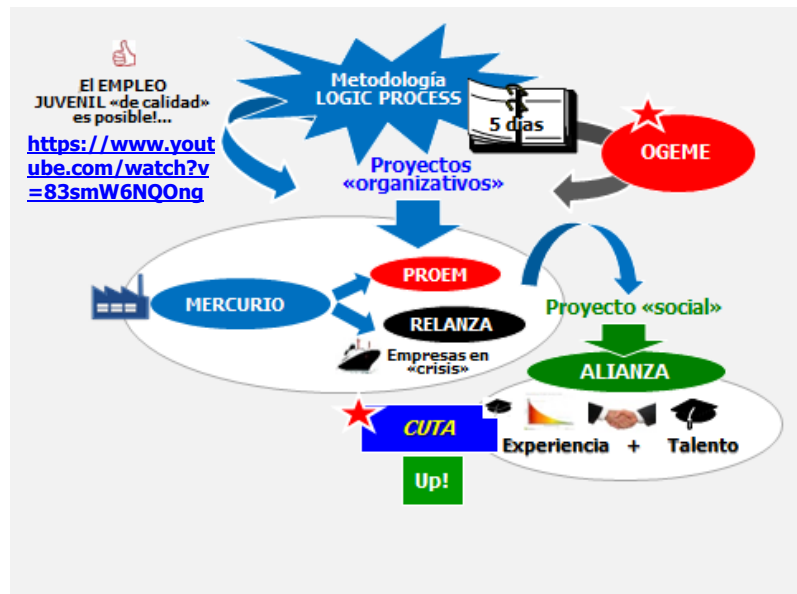 El EMPLEO
JUVENIL «de calidad»
es posible!...
https://www.yout
ube.com/watch?v
=83smW6NQOng
Metodología
LOGIC PROCESS
5 días
OGEME
Proyectos
«organizativos»
MERCURIO
PROEM
RELANZA
Empresas en
«crisis»
Proyecto «social»
ALIANZA
Experiencia + Talento
CUTA
Up!